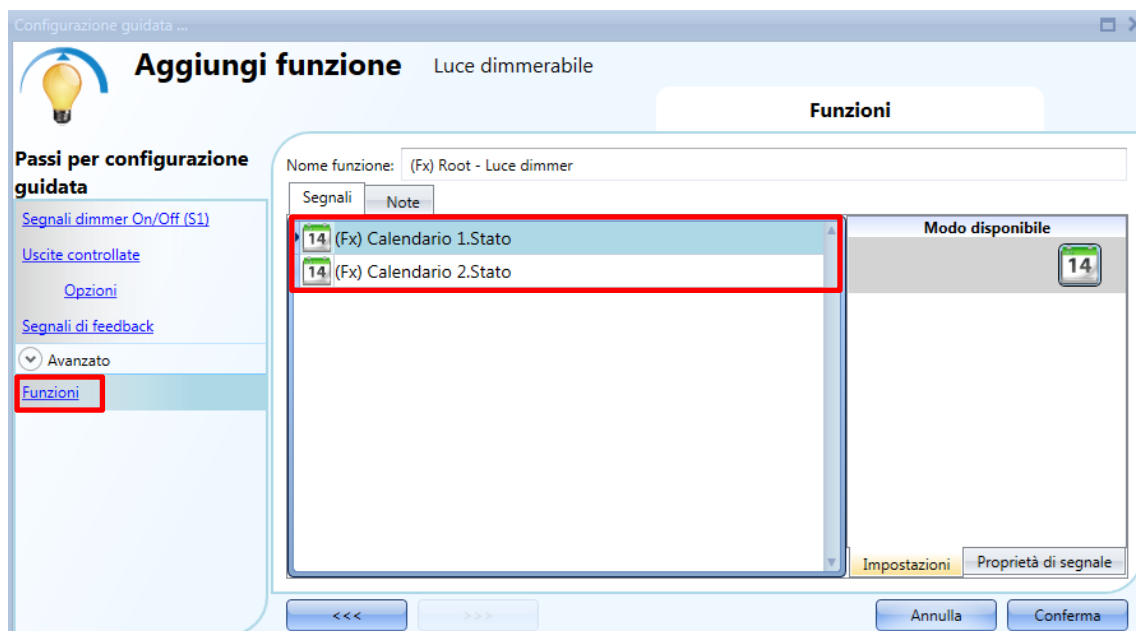 Configurazione guidata ...
Aggiungi funzione Luce dimmerabile
Funzioni
Passi per configurazione
guidata
Segnali dimmer On/Off (S1)
Uscite controllate
Opzioni
Segnali di feedback
Avanzato
Funzioni
Nome funzione: (Fx) Root - Luce dimmer
Segnali Note
14 (Fx) Calendario 1.Stato
14 (Fx) Calendario 2.Stato
Modo disponibile
14
Impostazioni Proprietà di segnale
<<< >>> Annulla Conferma